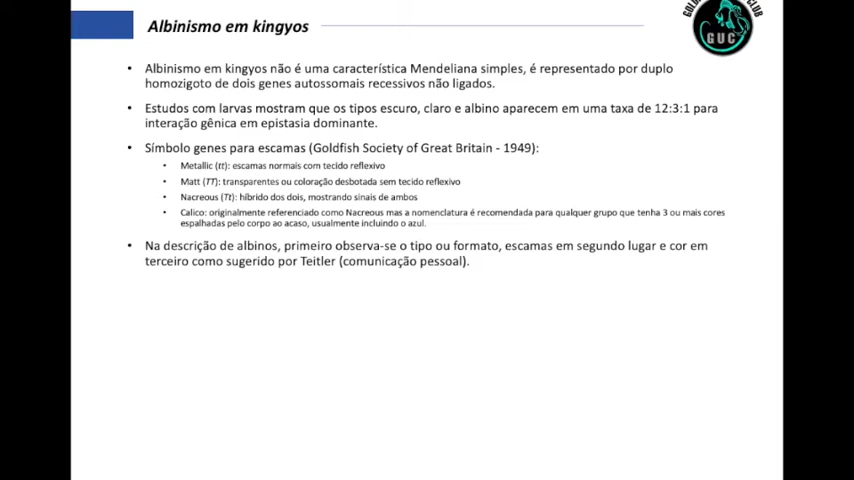 Albinismo em kingyos
GUC
• Albinismo em kingyos não é uma característica Mendeliana simples, é representado por duplo
homozigoto de dois genes autossomais recessivos não ligados.
• Estudos com larvas mostram que os tipos escuro, claro e albino aparecem em uma taxa de 12:3:1 para
interação gênica em epistasia dominante.
• Símbolo genes para escamas (Goldfish Society of Great Britain - 1949):
• Metallic (tt): escamas normais com tecido reflexivo
• Matt (TT): transparentes ou coloração desbotada sem tecido reflexivo
• Nacreous (Tt): híbrido dos dois, mostrando sinais de ambos
• Calico: originalmente referenciado como Nacreous mas a nomenclatura é recomendada para qualquer grupo que tenha 3 ou mais cores
espalhadas pelo corpo ao acaso, usualmente incluindo o azul.
• Na descrição de albinos, primeiro observa-se o tipo ou formato, escamas em segundo lugar e cor em
terceiro como sugerido por Teitler (comunicação pessoal).